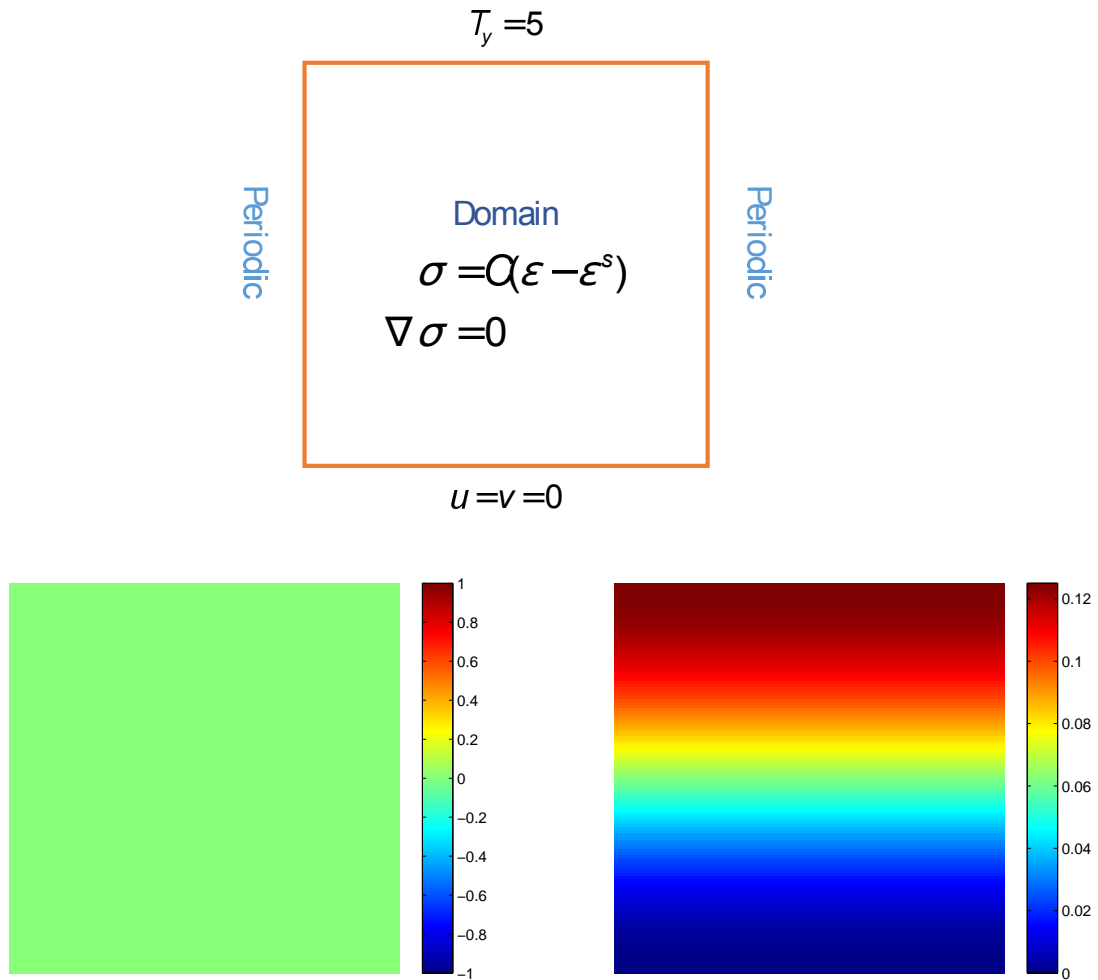 T_y =5
Periodic
Domain
Periodic
σ =C(ε −ε^s)
∇ σ =0
u =v =0
1
0.8
0.6
0.4
0.2
0
−0.2
−0.4
−0.6
−0.8
−1
0.12
0.1
0.08
0.06
0.04
0.02
0